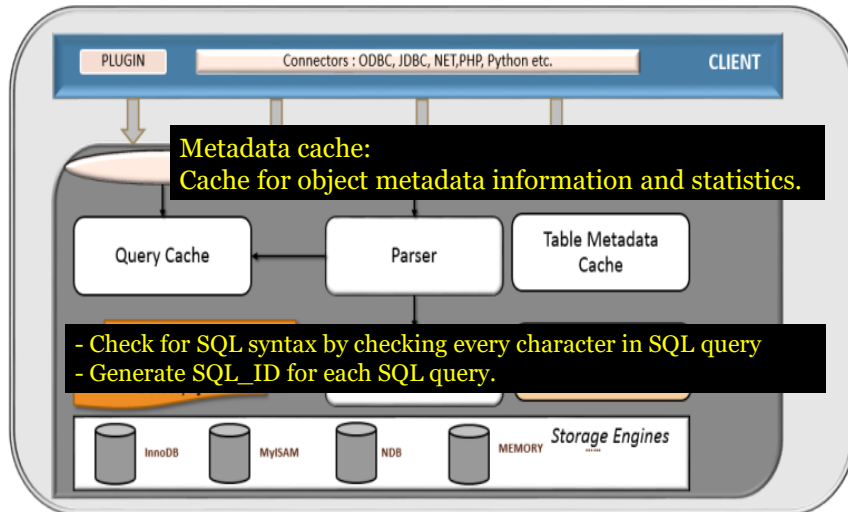 PLUGIN
Connectors : ODBC, JDBC, NET,PHP, Python etc.
CLIENT
Metadata cache:
Cache for object metadata information and statistics.
Query Cache
Parser
Table Metadata
Cache
- Check for SQL syntax by checking every character in SQL query
- Generate SQL_ID for each SQL query.
Storage Engines
InnoDB
MyISAM
NDB
MEMORY
......